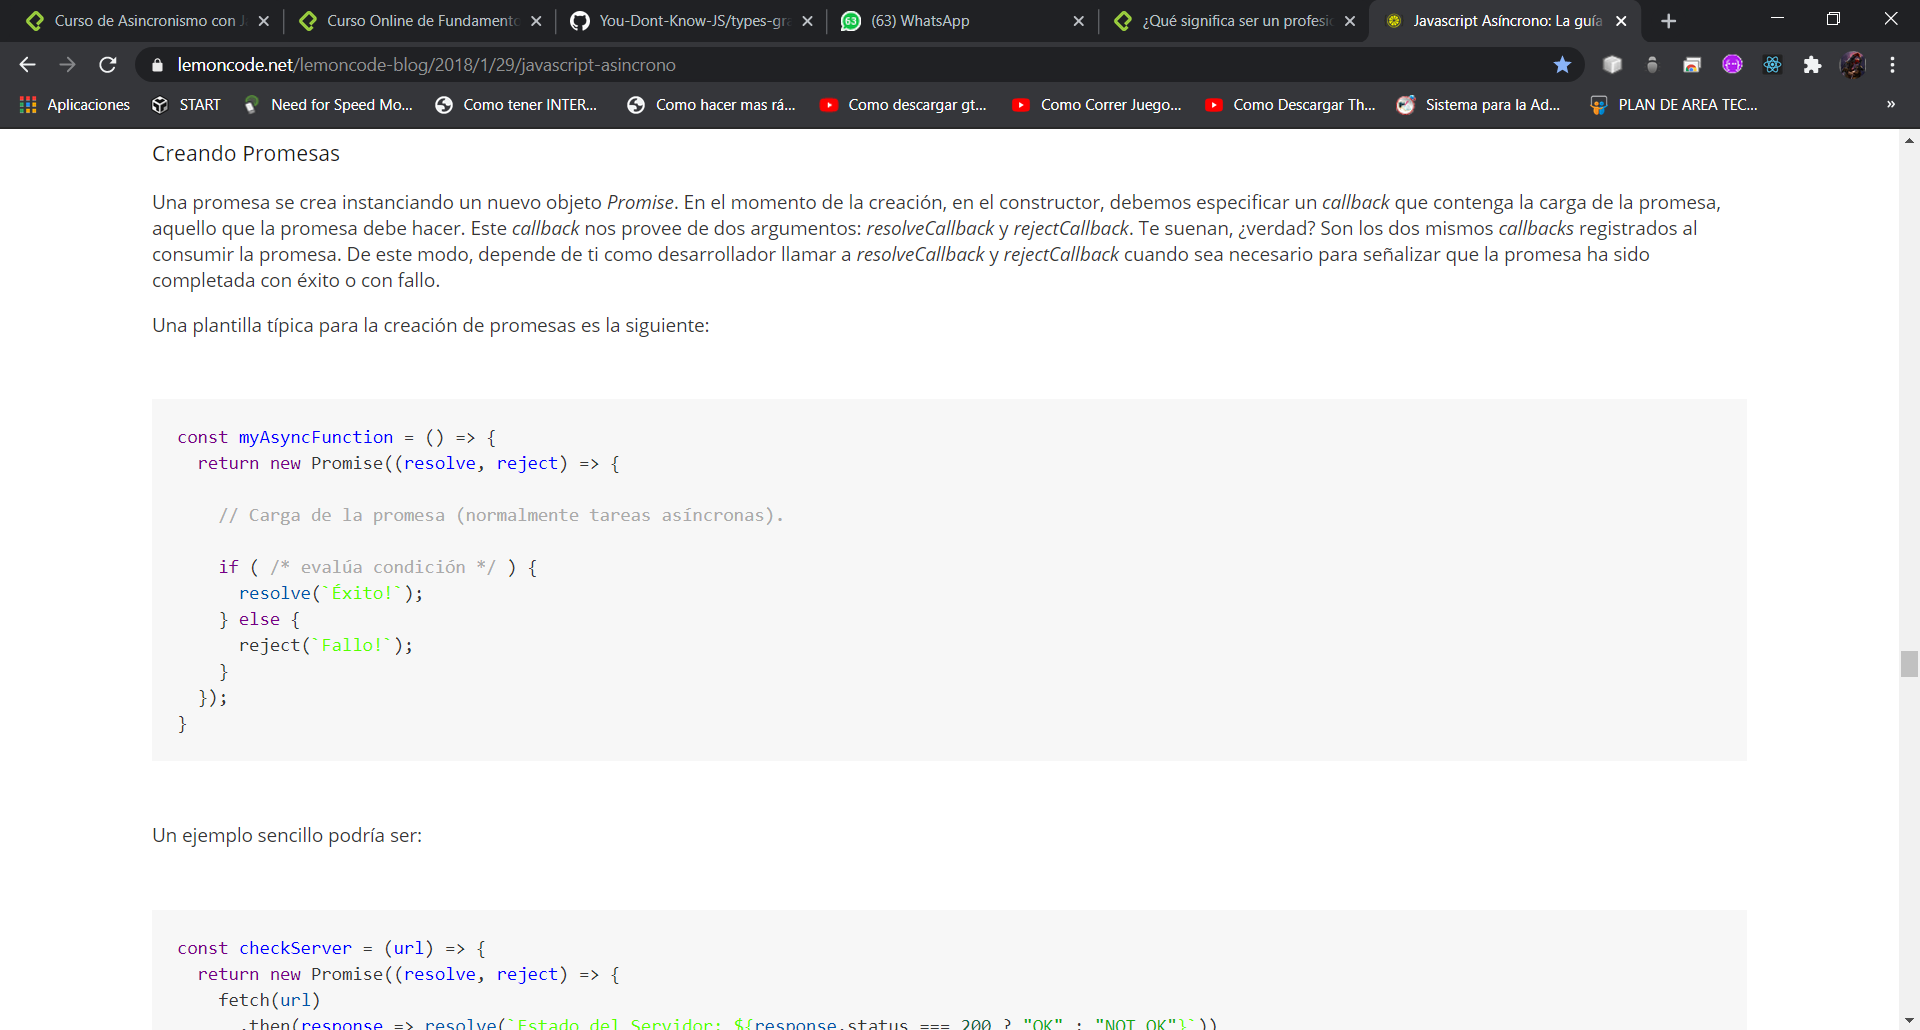 Curso de Asincronismo con J
Curso Online de Fundamento
You-Dont-Know-JS/types-gra
(63) WhatsApp
¿Qué significa ser un profesi
Javascript Asíncrono: La guía
lemoncode.net/lemoncode-blog/2018/1/29/javascript-asincrono
Aplicaciones
START
Need for Speed Mo...
Como tener INTER...
Como hacer mas rá...
Como descargar gt...
Como Correr Juego...
Como Descargar Th...
Sistema para la Ad...
PLAN DE AREA TEC...
»
Creando Promesas
Una promesa se crea instanciando un nuevo objeto Promise. En el momento de la creación, en el constructor, debemos especificar un callback que contenga la carga de la promesa,
aquello que la promesa debe hacer. Este callback nos provee de dos argumentos: resolveCallback y rejectCallback. Te suenan, ¿verdad? Son los dos mismos callbacks registrados al
consumir la promesa. De este modo, depende de ti como desarrollador llamar a resolveCallback y rejectCallback cuando sea necesario para señalizar que la promesa ha sido
completada con éxito o con fallo.
Una plantilla típica para la creación de promesas es la siguiente:
const myAsyncFunction = () => {
return new Promise((resolve, reject) => {
// Carga de la promesa (normalmente tareas asíncronas).
if ( /* evalúa condición */ ) {
resolve(`Éxito!`);
} else {
reject(`Fallo!`);
}
});
}
Un ejemplo sencillo podría ser:
const checkServer = (url) => {
return new Promise((resolve, reject) => {
fetch(url)
.then(response => resolve(`Estado del Servidor: ${response.status === 200 ? "OK" : "NOT OK"}`))